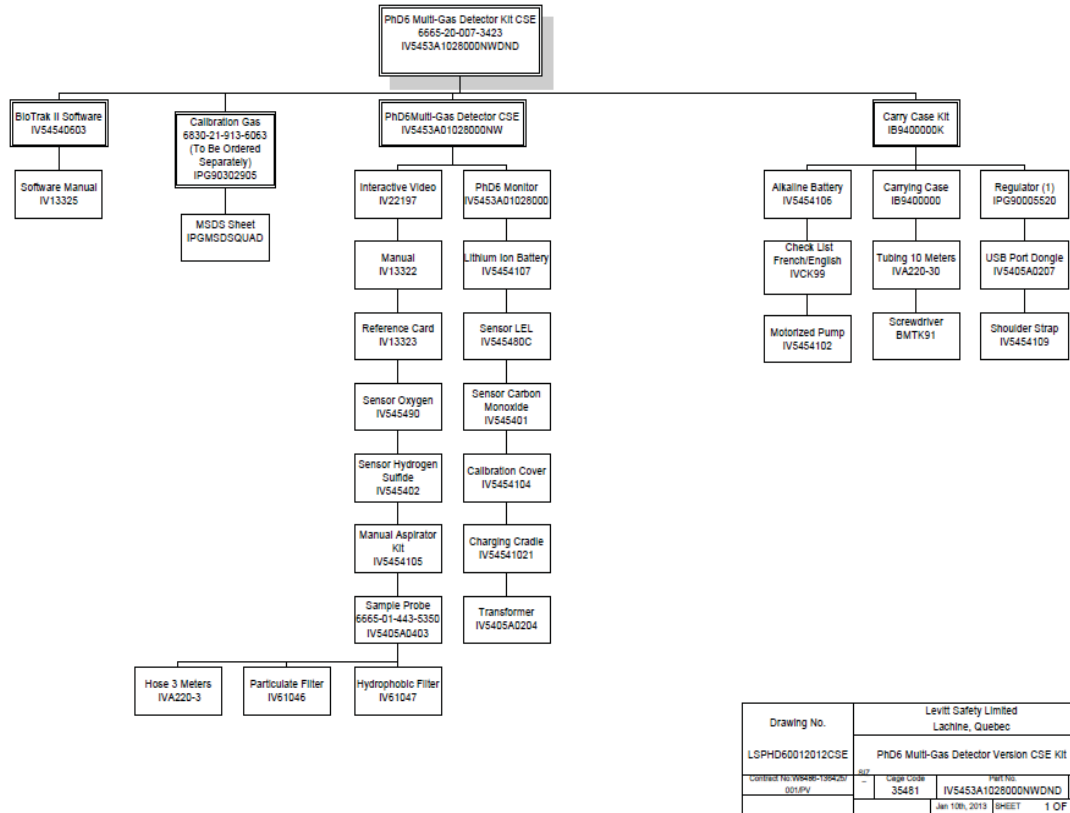 PhD6 Multi-Gas Detector Kit CSE
6665-20-007-3423
IV5453A1028000NWDND
BioTrak II Software
IV54540603
Software Manual
IV13325
Calibration Gas
6830-21-913-6063
(To Be Ordered
Separately)
IPG90302905
MSDS Sheet
IPGMSDSQUAD
PhD6Multi-Gas Detector CSE
IV5453A01028000NW
Interactive Video
IV22197
Manual
IV13322
Reference Card
IV13323
Sensor Oxygen
IV545490
Sensor Hydrogen
Sulfide
IV545402
Manual Aspirator
Kit
IV5454105
Sample Probe
6665-01-443-5350
IV5405A0403
Hose 3 Meters
IVA220-3
Particulate Filter
IV61046
Hydrophobic Filter
IV61047
PhD6 Monitor
IV5453A01028000
Lithium Ion Battery
IV5454107
Sensor LEL
IV545480C
Sensor Carbon
Monoxide
IV545401
Calibration Cover
IV5454104
Charging Cradle
IV54541021
Transformer
IV5405A0204
Carry Case Kit
IB9400000K
Alkaline Battery
IV5454106
Check List
French/English
IVCK99
Motorized Pump
IV5454102
Carrying Case
IB9400000
Tubing 10 Meters
IVA220-30
Screwdriver
BMTK91
Regulator (1)
IPG90005520
USB Port Dongle
IV5405A0207
Shoulder Strap
IV5454109
Drawing No.
LSPHD60012012CSE
Levitt Safety Limited
Lachine, Quebec
PhD6 Multi-Gas Detector Version CSE Kit
Contract No:
001/PV
Cage Code
35481
Part No.
IV5453A1028000NWDND
Jan 10th, 2013
SHEET
1 OF